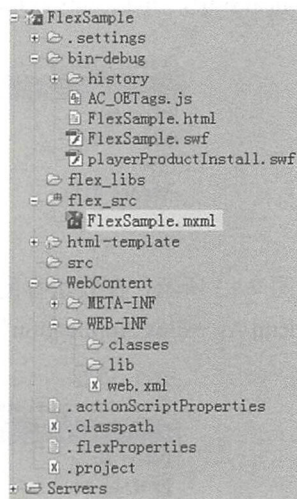 FlexSample
.settings
bin-debug
history
AC_OETags.js
FlexSample.html
FlexSample.swf
playerProductInstall.swf
flex_libs
flex_src
FlexSample.mxml
html-template
src
WebContent
META-INF
WEB-INF
classes
lib
web.xml
.actionScriptProperties
.classpath
.flexProperties
.project
Servers